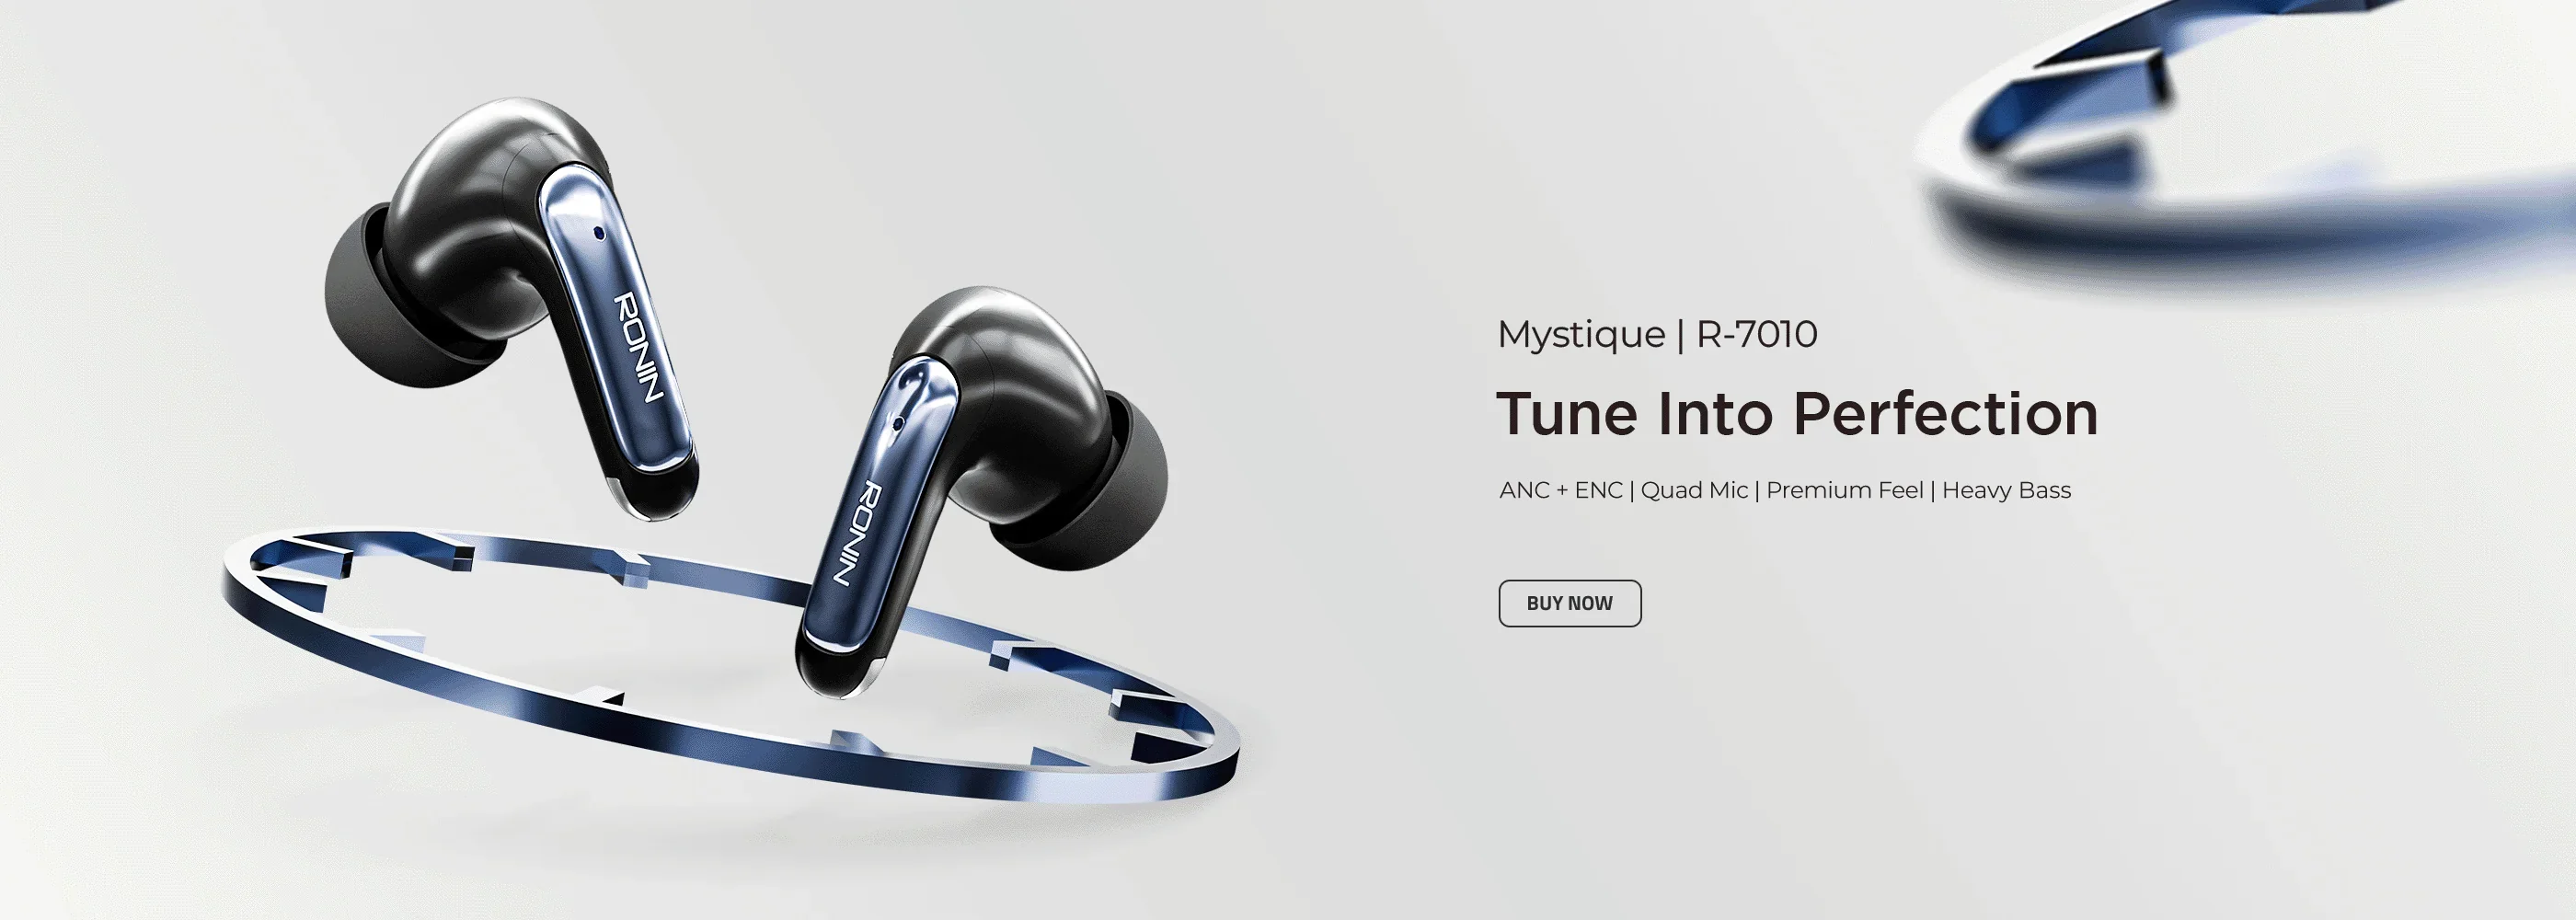 RONIN
RONIN
Mystique | R-7010
Tune Into Perfection
ANC + ENC | Quad Mic | Premium Feel | Heavy Bass
BUY NOW